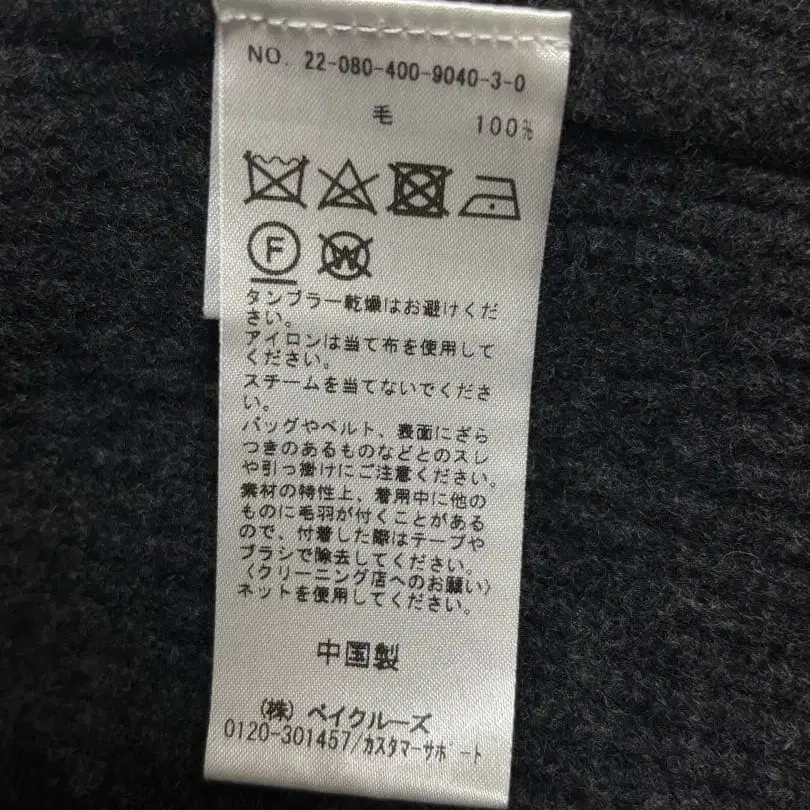 NO. 22-080-400-9040-3-0
毛 100%
F
W
タンブラー乾燥はお避けくだ
さい。
アイロンは当て布を使用して
ください。
スチームを当てないでくださ
い。
バッグやベルト、表面にざら
つきのあるものなどとのスレ
や引っ掛けにご注意ください。
素材の特性上、着用中に他の
ものに毛羽が付くことがある
ので、付着した際はテープや
ブラシで除去してください。
〈クリーニング店へのお願い〉
ネットを使用してください。
中国製
(株) ベイクルーズ
0120-301457/カスタマーサポート